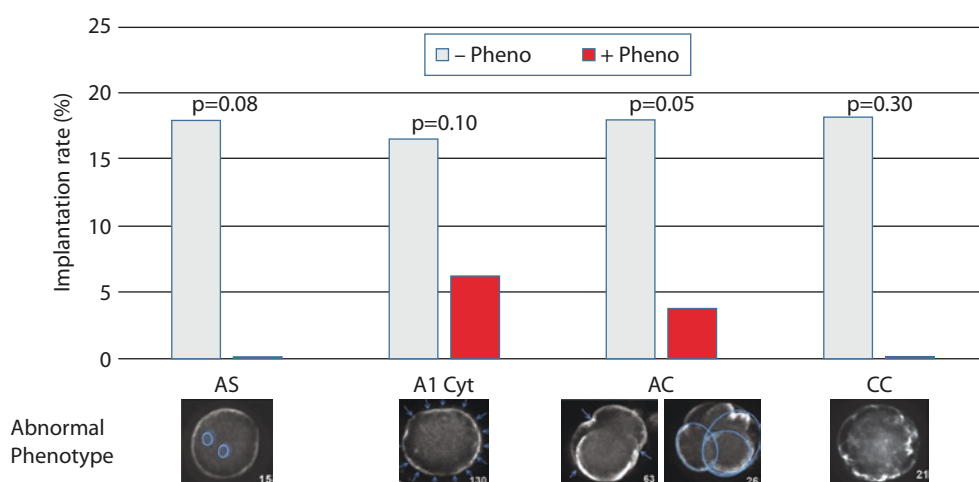 25
20
15
10
5
0
Implantation rate (%)
– Pheno + Pheno
p=0.08
p=0.10
p=0.05
p=0.30
AS A1 Cyt AC CC
Abnormal
Phenotype
15 130 63 26 21